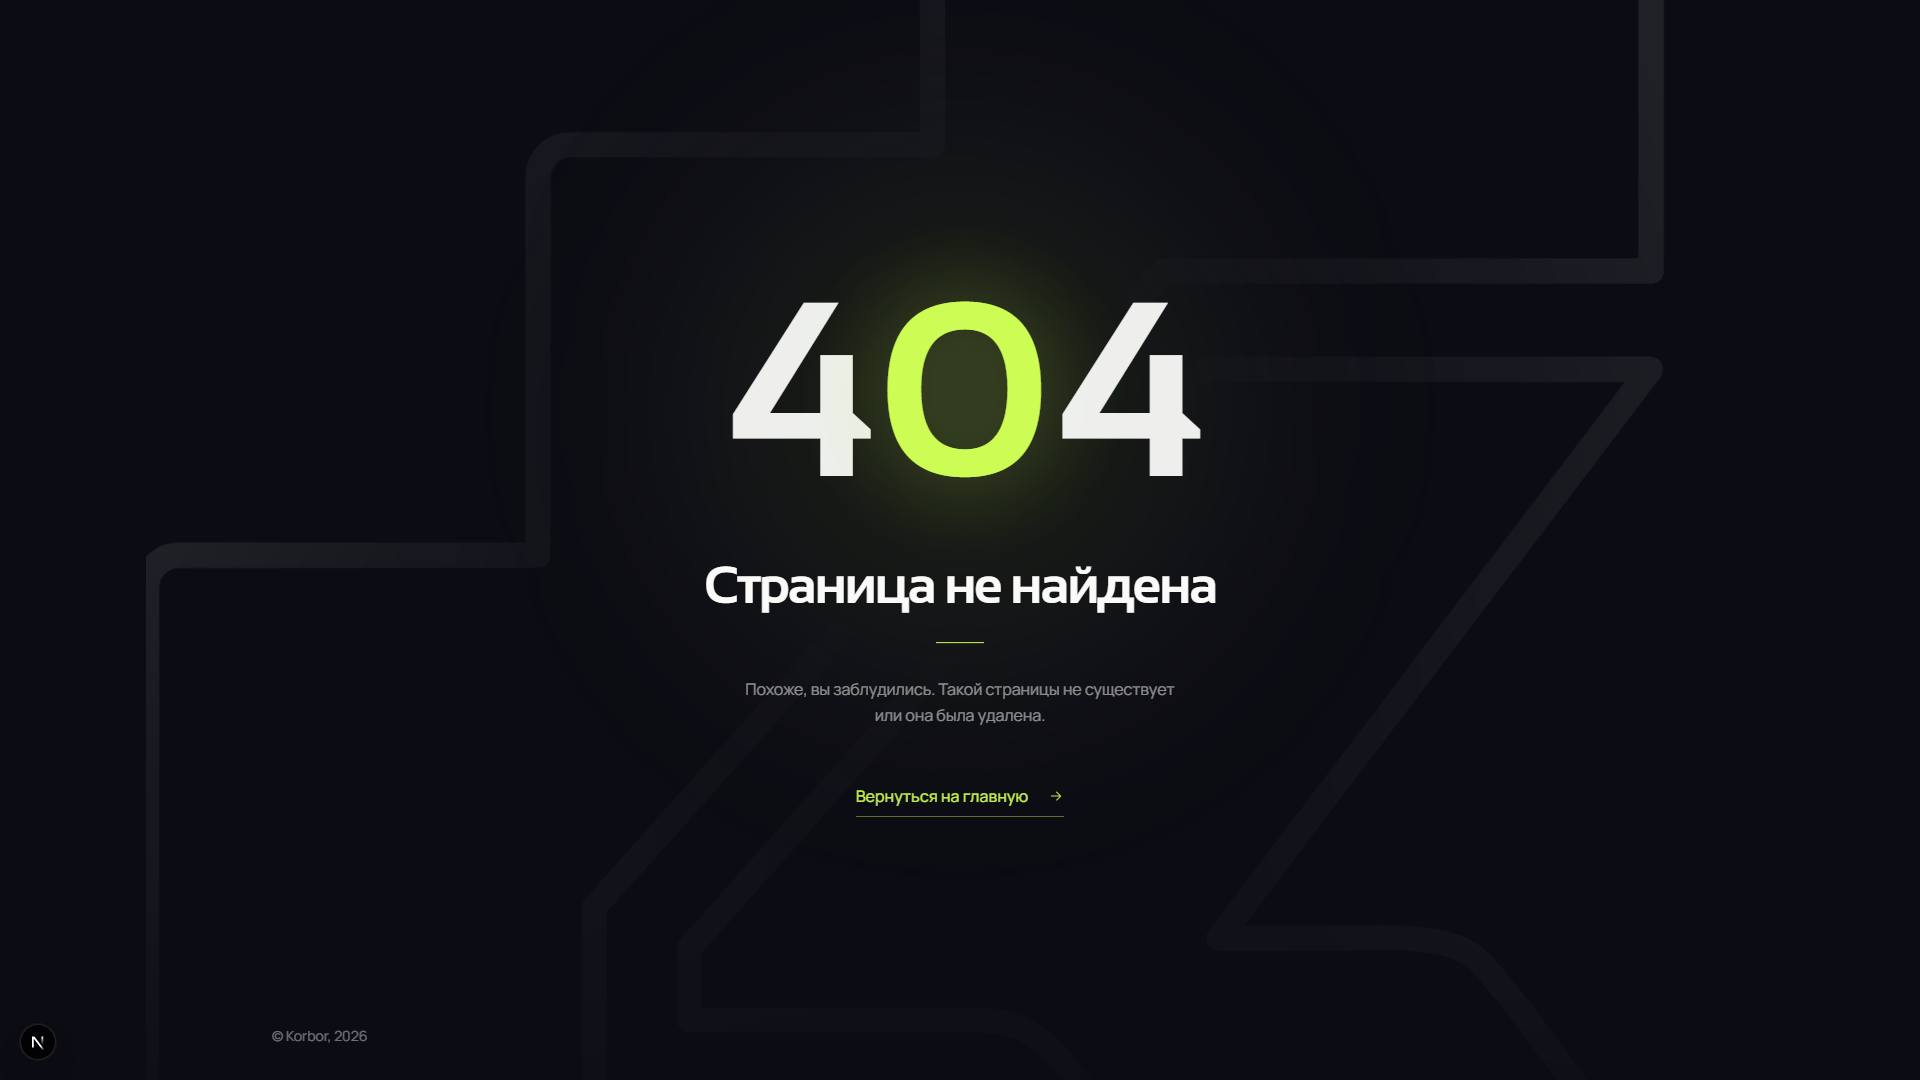 404
Страница не найдена
Похоже, вы заблудились. Такой страницы не существует
или она была удалена.
Вернуться на главную →
© Korbor, 2026
N